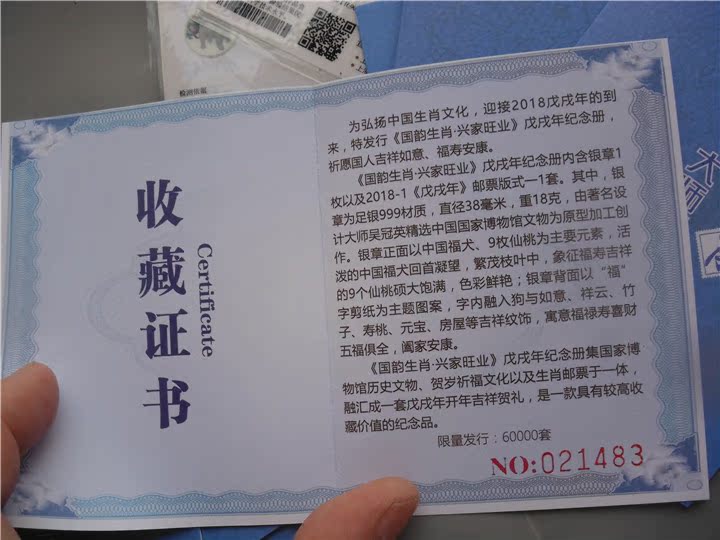 检测信息
大师
收藏证书
Certificate
为弘扬中国生肖文化，迎接2018戊戌年的到
来，特发行《国韵生肖·兴家旺业》戊戌年纪念册，
祈愿国人吉祥如意、福寿安康。
《国韵生肖·兴家旺业》戊戌年纪念册内含银章1
枚以及2018-1《戊戌年》邮票版式一1套。其中，银
章为足银999材质，直径38毫米，重18克，由著名设
计大师吴冠英精选中国国家博物馆文物为原型加工创
作。银章正面以中国福犬、9枚仙桃为主要元素，活
泼的中国福犬回首凝望，繁茂枝叶中，象征福寿吉祥
的9个仙桃硕大饱满，色彩鲜艳；银章背面以“福”
字剪纸为主题图案，字内融入狗与如意、祥云、竹
子、寿桃、元宝、房屋等吉祥纹饰，寓意福禄寿喜财
五福俱全，阖家安康。
《国韵生肖·兴家旺业》戊戌年纪念册集国家博
物馆历史文物、贺岁祈福文化以及生肖邮票于一体，
融汇成一套戊戌年开年吉祥贺礼，是一款具有较高收
藏价值的纪念品。
限量发行：60000套
NO:021483